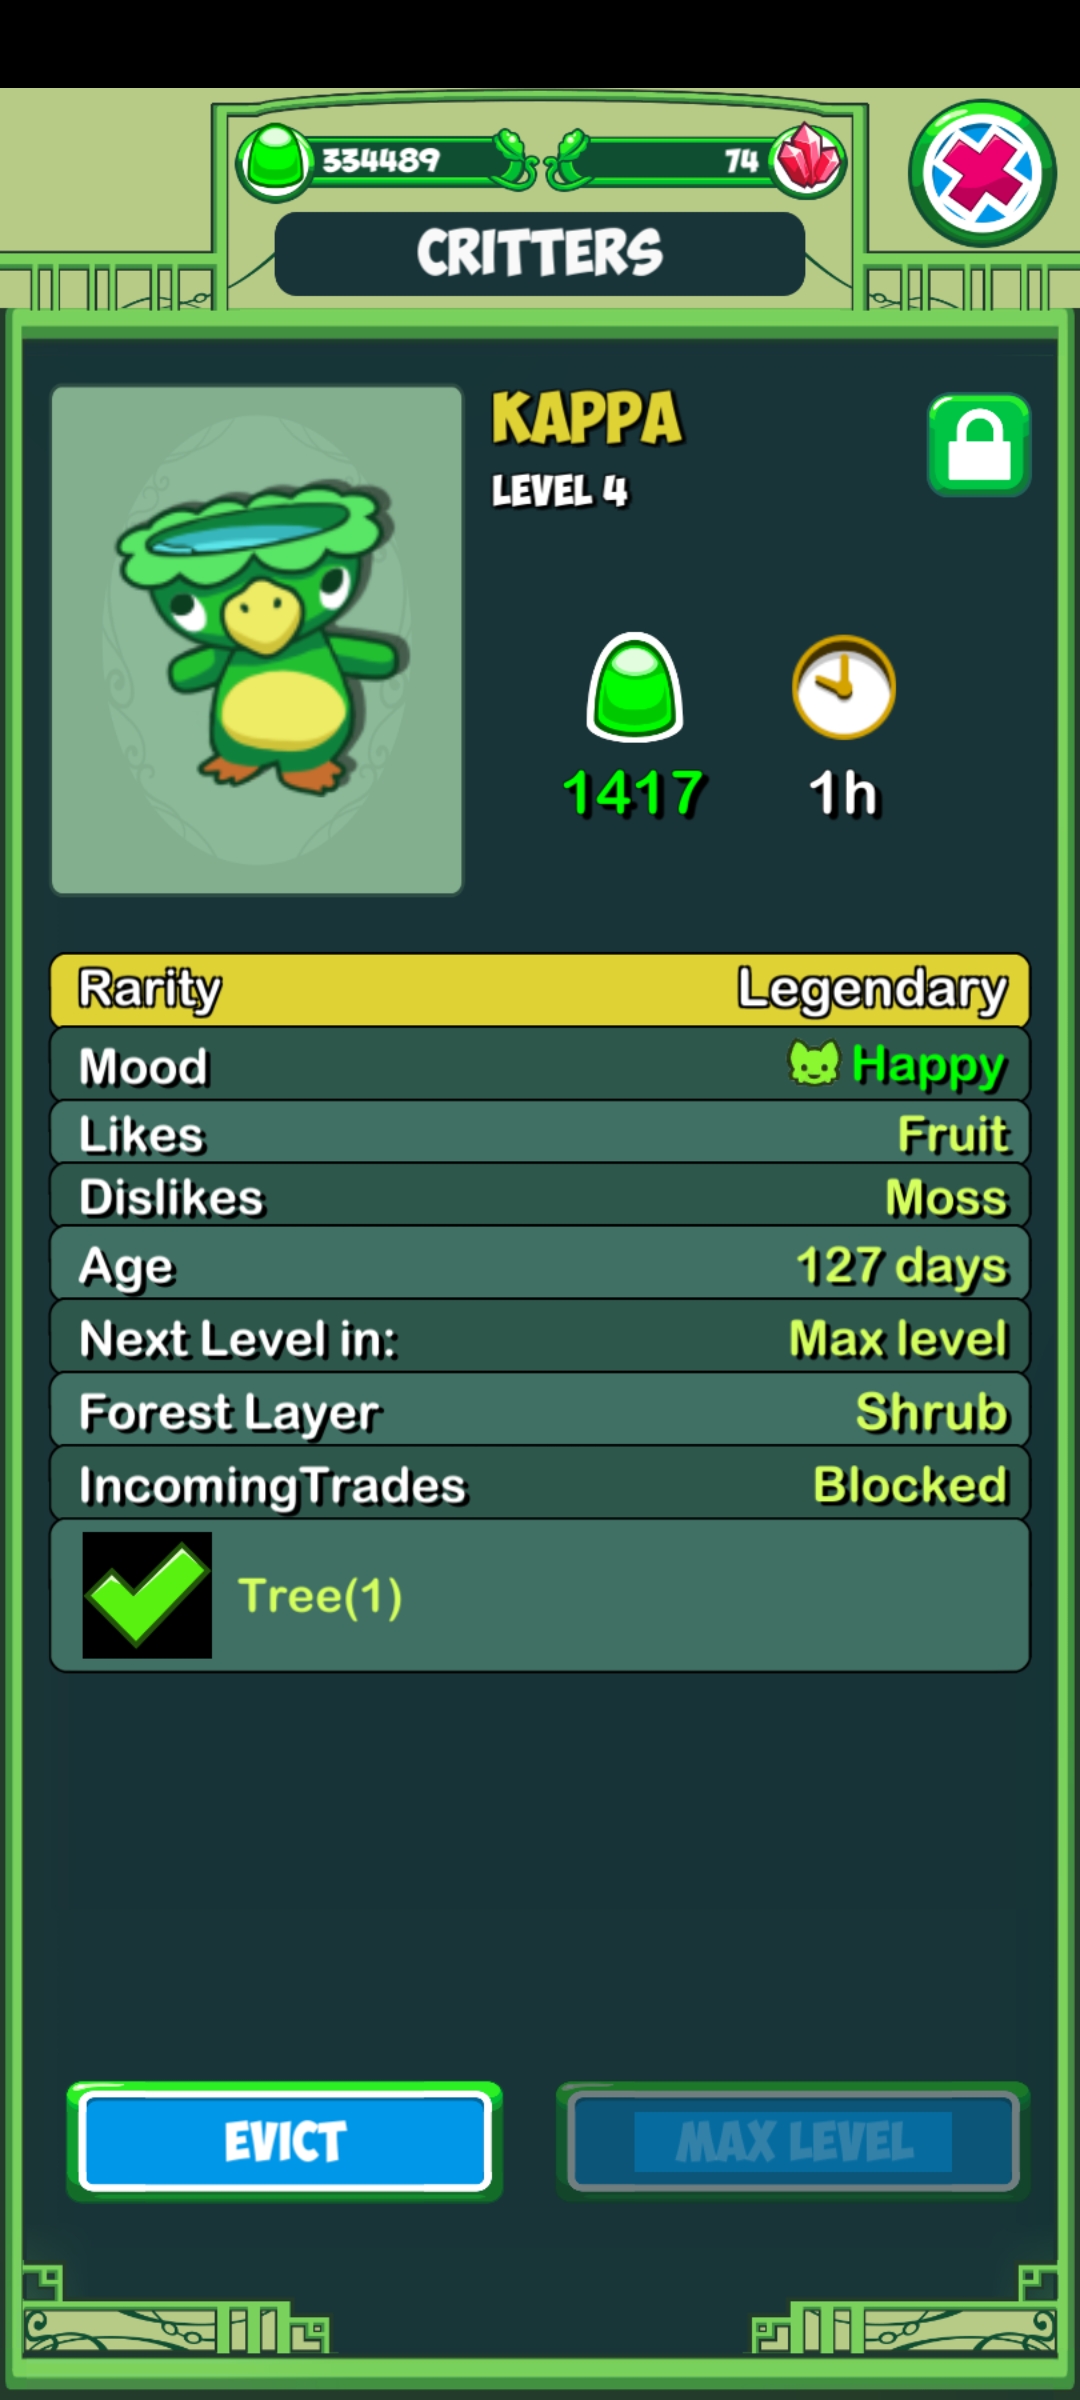 334489
74
CRITTERS
KAPPA
LEVEL 4
1417
1h
Rarity Legendary
Mood Happy
Likes Fruit
Dislikes Moss
Age 127 days
Next Level in: Max level
Forest Layer Shrub
IncomingTrades Blocked
Tree(1)
EVICT
MAX LEVEL